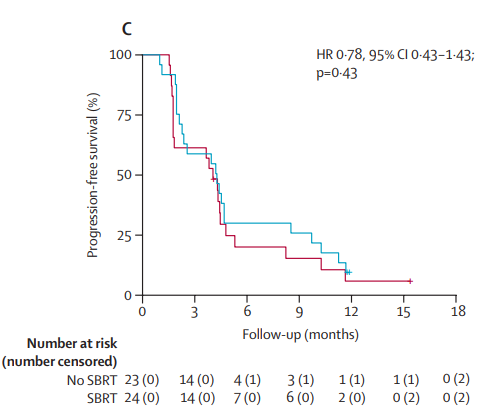 C
HR 0·78, 95% CI 0·43–1·43;
p=0·43
Progression-free survival (%)
100
75
50
25
0
0 3 6 9 12 15 18
Follow-up (months)
Number at risk
(number censored)
No SBRT 23 (0) 14 (0) 4 (1) 3 (1) 1 (1) 1 (1) 0 (2)
SBRT 24 (0) 14 (0) 7 (0) 6 (0) 2 (0) 0 (2) 0 (2)